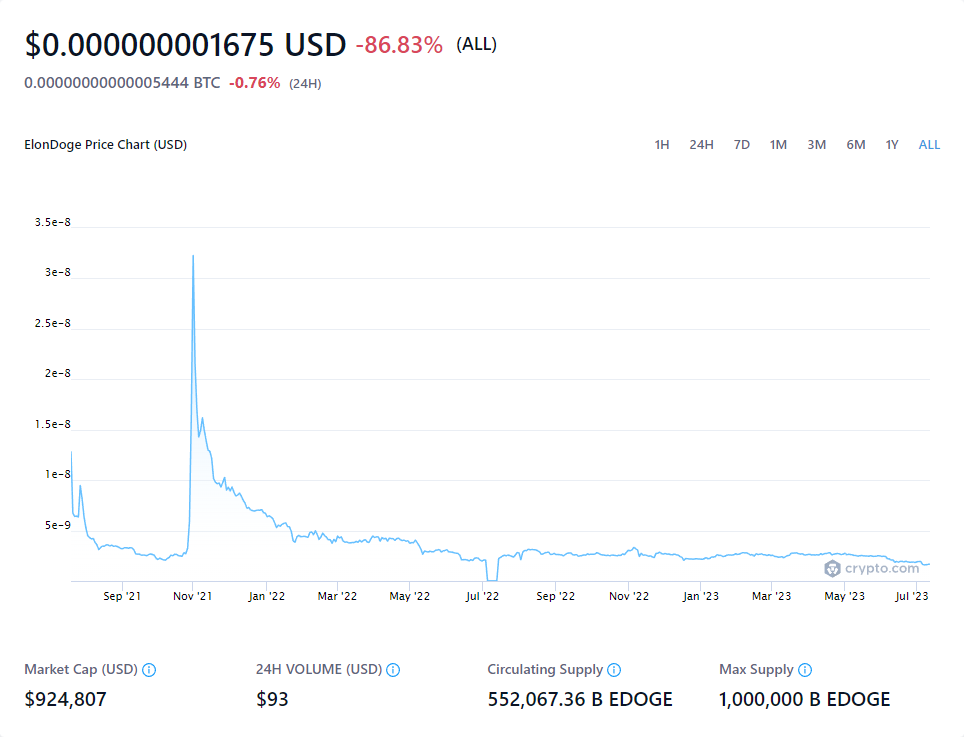 $0.000000001675 USD -86.83% (ALL)
0.00000000000005444 BTC -0.76% (24H)
ElonDoge Price Chart (USD) 1H 24H 7D 1M 3M 6M 1Y ALL
3.5e-8
3e-8
2.5e-8
2e-8
1.5e-8
1e-8
5e-9
crypto.com
Sep '21 Nov '21 Jan '22 Mar '22 May '22 Jul '22 Sep '22 Nov '22 Jan '23 Mar '23 May '23 Jul '23
Market Cap (USD) 24H VOLUME (USD) Circulating Supply Max Supply
$924,807 $93 552,067.36 B EDOGE 1,000,000 B EDOGE